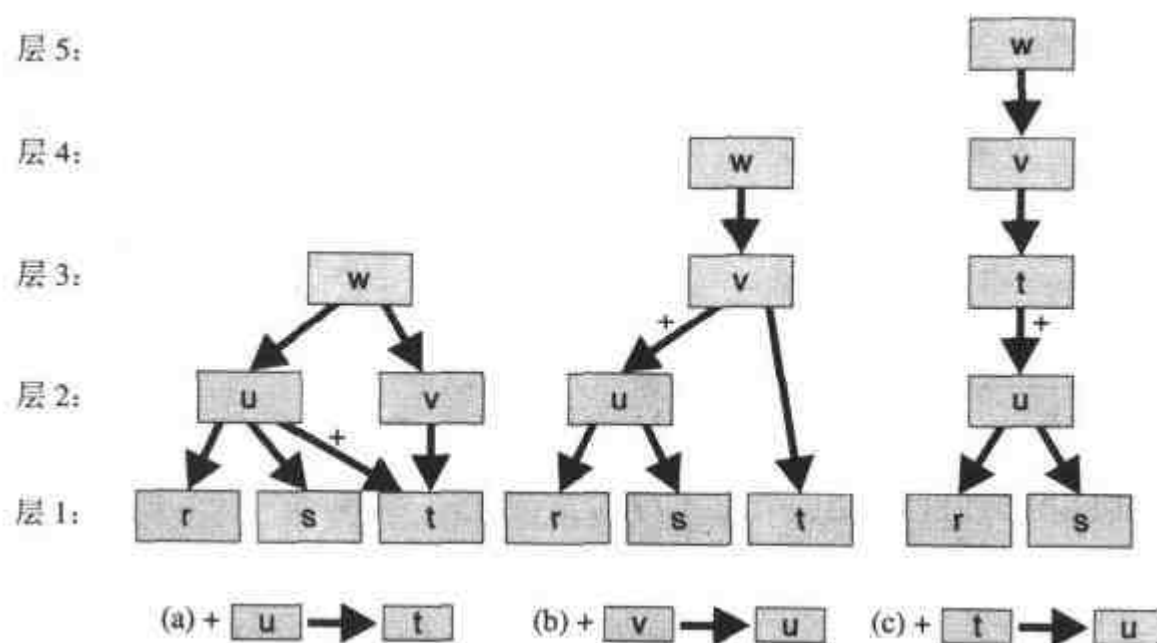 层 5： w
层 4： w v
层 3： w v t
+ +
层 2： u v u u
+
层 1： r s t r s t r s
(a) + u t (b) + v u (c) + t u